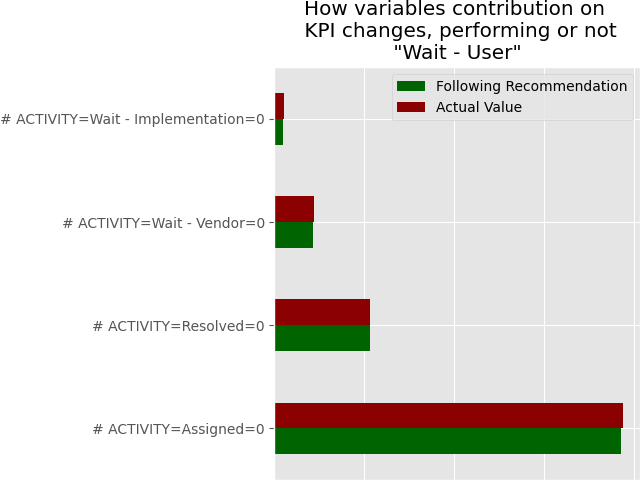 How variables contribution on
KPI changes, performing or not
"Wait - User"
Following Recommendation
Actual Value
# ACTIVITY=Wait - Implementation=0
# ACTIVITY=Wait - Vendor=0
# ACTIVITY=Resolved=0
# ACTIVITY=Assigned=0